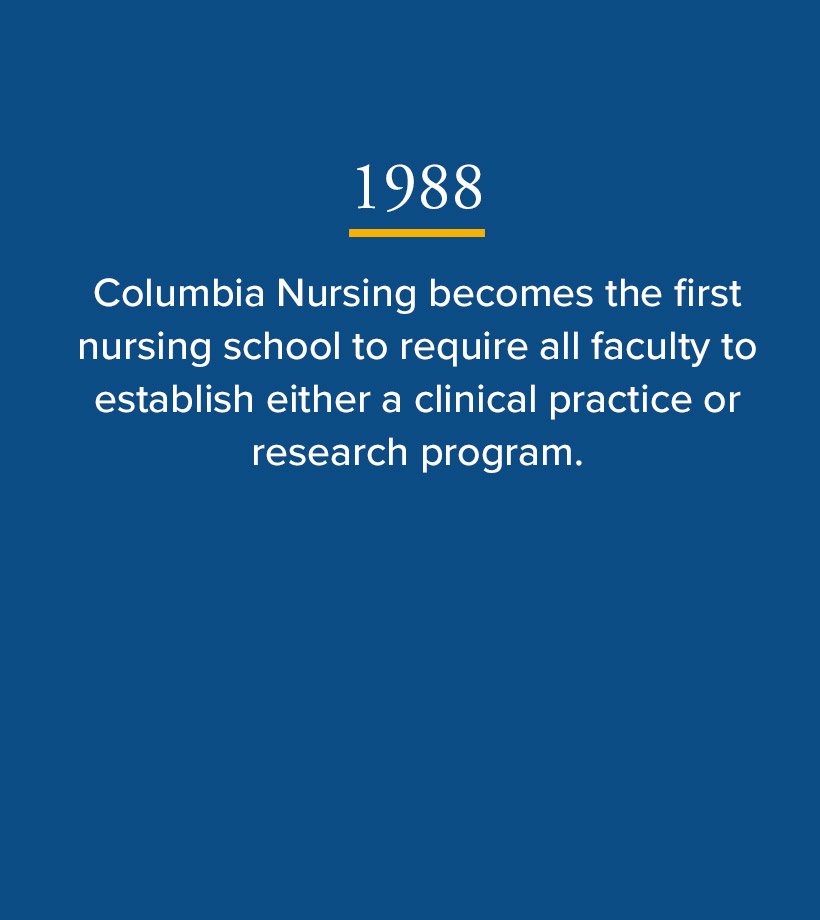 1988
Columbia Nursing becomes the first
nursing school to require all faculty to
establish either a clinical practice or
research program.